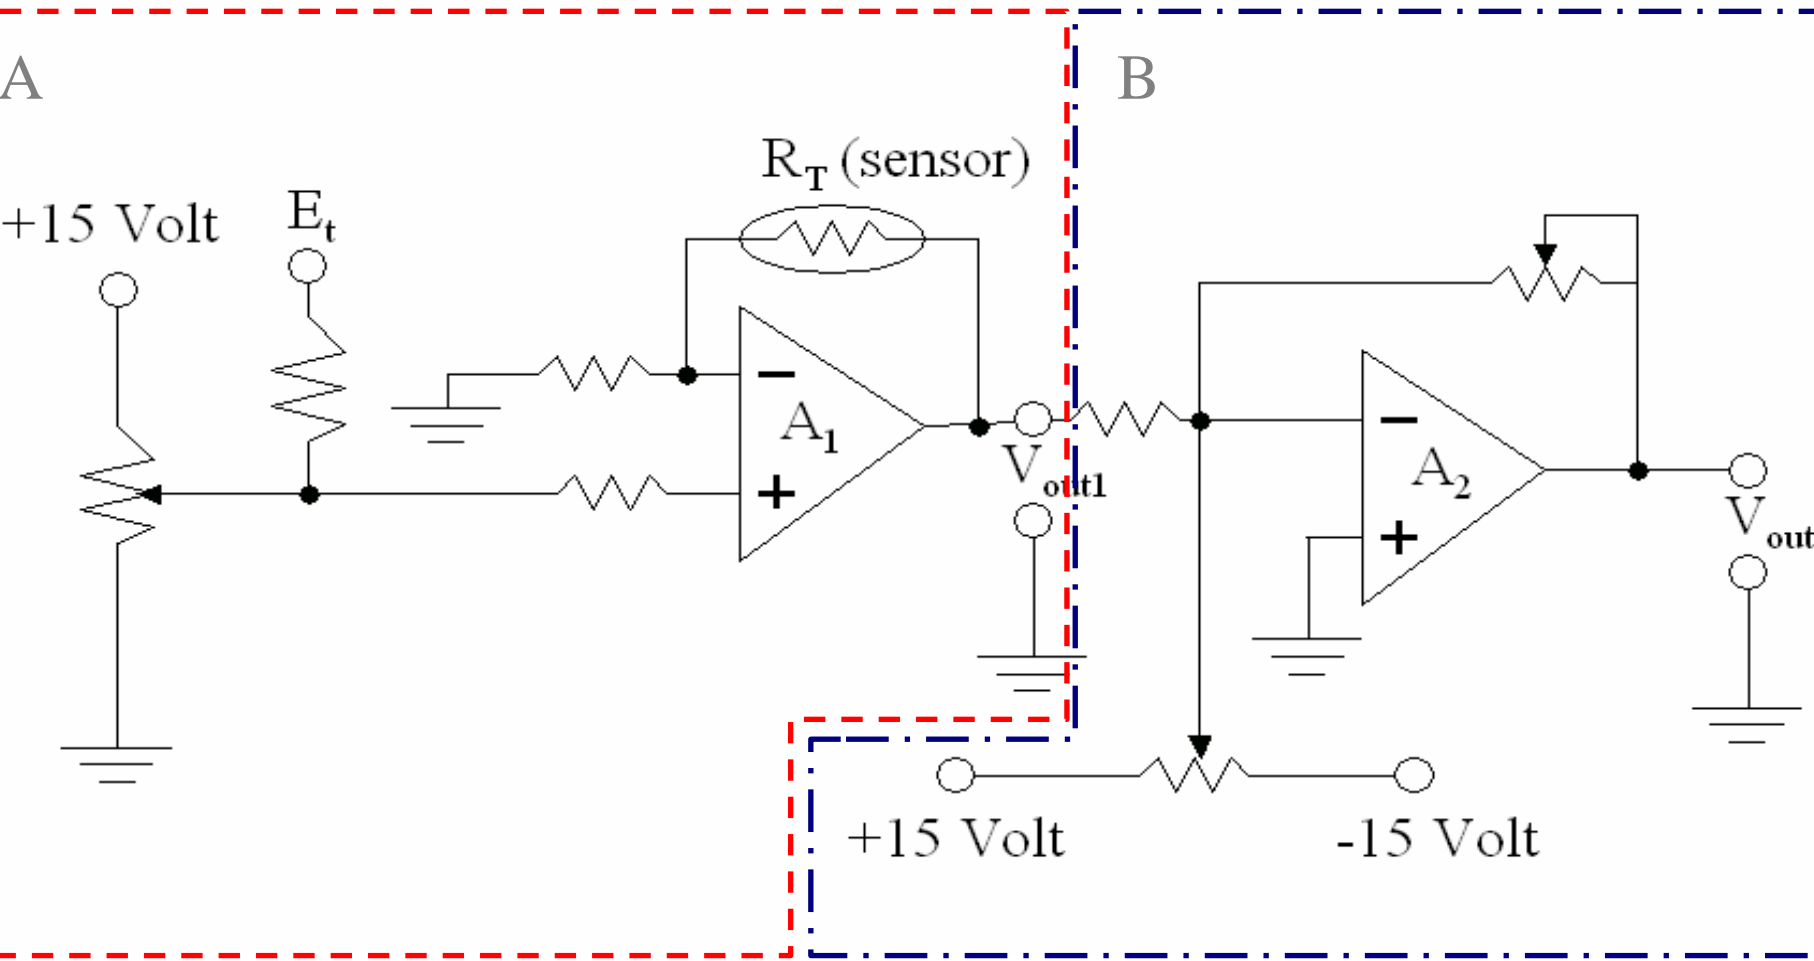 A
B
R_T (sensor)
+15 Volt
E_t
− 
A_1
+
V_out1
−
A_2
+
V_out
+15 Volt
-15 Volt